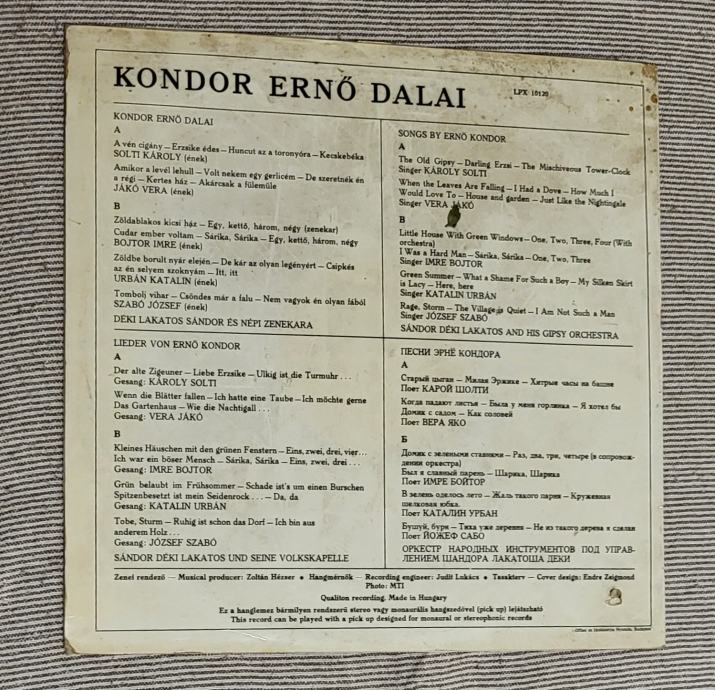 KONDOR ERNŐ DALAI
LPX 10129
KONDOR ERNŐ DALAI
A
A vén cigány — Erzsike édes — Huncut az a toronyóra — Kecskebéka
SOLTI KÁROLY (ének)
Amikor a levél lehull — Volt nekem egy gerlicém — De szeretnék én
a régi — Kertes ház — Akárcsak a fülemüle
JÁKÓ VERA (ének)
B
Zöldablakos kicsi ház — Egy, kettő, három, négy (zenekar)
Cudar ember voltam — Sárika, Sárika — Egy, kettő, három, négy
BOJTOR IMRE (ének)
Zöldbe borult nyár elején — De kár az olyan legényért — Csipkés
az én selyem szoknyám — Itt, itt
URBÁN KATALIN (ének)
Tombolj vihar — Csöndes már a falu — Nem vagyok én olyan fából
SZABÓ JÓZSEF (ének)
DÉKI LAKATOS SÁNDOR ÉS NÉPI ZENEKARA
SONGS BY ERNŐ KONDOR
A
The Old Gipsy — Darling Erzsi — The Mischievous Tower-Clock
Singer KÁROLY SOLTI
When the Leaves Are Falling — I Had a Dove — How Much I
Would Love To — House and garden — Just Like the Nightingale
Singer VERA JÁKÓ
B
Little House With Green Windows — One, Two, Three, Four (With
orchestra)
I Was a Hard Man — Sárika, Sárika — One, Two, Three
Singer IMRE BOJTOR
Green Summer — What a Shame For Such a Boy — My Silken Skirt
is Lacy — Here, here
Singer KATALIN URBÁN
Rage, Storm — The Village is Quiet — I Am Not Such a Man
Singer JÓZSEF SZABÓ
SÁNDOR DÉKI LAKATOS AND HIS GIPSY ORCHESTRA
LIEDER VON ERNŐ KONDOR
A
Der alte Zigeuner — Liebe Erzsike — Ulkig ist die Turmuhr . . .
Gesang: KÁROLY SOLTI
Wenn die Blätter fallen — Ich hatte eine Taube — Ich möchte gerne
Das Gartenhaus — Wie die Nachtigall . . .
Gesang: VERA JÁKÓ
B
Kleines Häuschen mit den grünen Fenstern — Eins, zwei, drei, vier...
Ich war ein böser Mensch — Sárika, Sárika — Eins, zwei, drei . . .
Gesang: IMRE BOJTOR
Grün belaubt im Frühsommer — Schade ist's um einen Burschen
Spitzenbesetzt ist mein Seidenrock . . . — Da, da
Gesang: KATALIN URBÁN
Tobe, Sturm — Ruhig ist schon das Dorf — Ich bin aus
anderem Holz . . .
Gesang: JÓZSEF SZABÓ
SÁNDOR DÉKI LAKATOS UND SEINE VOLKSKAPELLE
ПЕСНИ ЭРНЁ КОНДОРА
А
Старый цыган — Милая Эржике — Хитрые часы на башне
Поет КАРОЙ ШОЛТИ
Когда падают листья — Была у меня горлинка — Я хотел бы
Домик с садом — Как соловей
Поет ВЕРА ЯКО
Б
Домик с зелеными ставнями — Раз, два, три, четыре (в сопровож-
дении оркестра)
Был я славный парень — Шарика, Шарика
Поет ИМРЕ БОЙТОР
В зелень оделось лето — Жаль такого парня — Кружевная
шелковая юбка.
Поет КАТАЛИН УРБАН
Бушуй, буря — Тиха уже деревня — Не из такого дерева я сделан
Поет ЙОЖЕФ САБО
ОРКЕСТР НАРОДНЫХ ИНСТРУМЕНТОВ ПОД УПРАВ-
ЛЕНИЕМ ШАНДОРА ЛАКАТОША ДЕКИ
Zenei rendező — Musical producer: Zoltán Hézser • Hangmérnök — Recording engineer: Judit Lukács • Tasakterv — Cover design: Endre Zsigmond
Photo: MTI
Qualiton recording. Made in Hungary
Ez a hanglemez bármilyen rendszerű stereo vagy monaurális hangszedővel (pick up) lejátszható
This record can be played with a pick up designed for monaural or stereophonic records